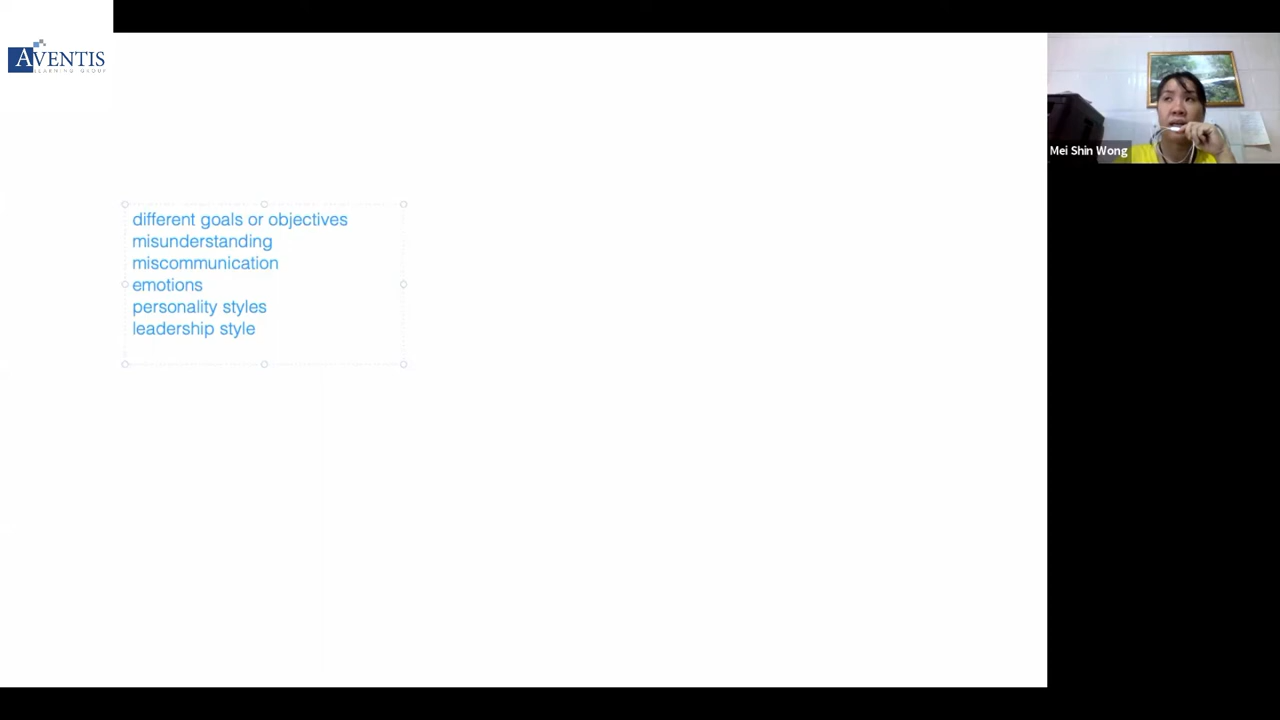 AVENTIS
LEARNING GROUP
Mei Shin Wong
different goals or objectives
misunderstanding
miscommunication
emotions
personality styles
leadership style